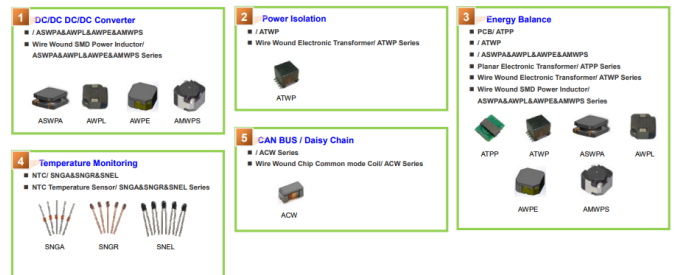 1 DC/DC DC/DC Converter
■ / ASWPA&AWPL&AWPE&AMWPS
■ Wire Wound SMD Power Inductor/
ASWPA&AWPL&AWPE&AMWPS Series
ASWPA AWPL AWPE AMWPS
2 Power Isolation
■ / ATWP
■ Wire Wound Electronic Transformer/ ATWP Series
ATWP
3 Energy Balance
■ PCB/ ATPP
■ / ATWP
■ / ASWPA&AWPL&AWPE&AMWPS
■ Planar Electronic Transformer/ ATPP Series
■ Wire Wound Electronic Transformer/ ATWP Series
■ Wire Wound SMD Power Inductor/
ASWPA&AWPL&AWPE&AMWPS Series
ATPP ATWP ASWPA AWPL
AWPE AMWPS
4 Temperature Monitoring
■ NTC/ SNGA&SNGR&SNEL
■ NTC Temperature Sensor/ SNGA&SNGR&SNEL Series
SNGA SNGR SNEL
5 CAN BUS / Daisy Chain
■ / ACW Series
■ Wire Wound Chip Common mode Coil/ ACW Series
ACW